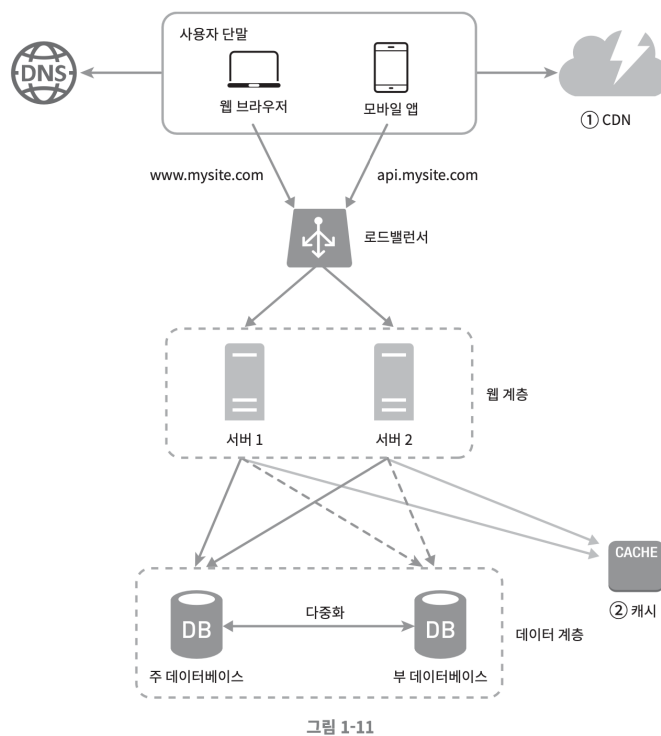 사용자 단말
DNS
웹 브라우저
모바일 앱
① CDN
www.mysite.com
api.mysite.com
로드밸런서
웹 계층
서버 1
서버 2
CACHE
② 캐시
다중화
DB
DB
데이터 계층
주 데이터베이스
부 데이터베이스
그림 1-11